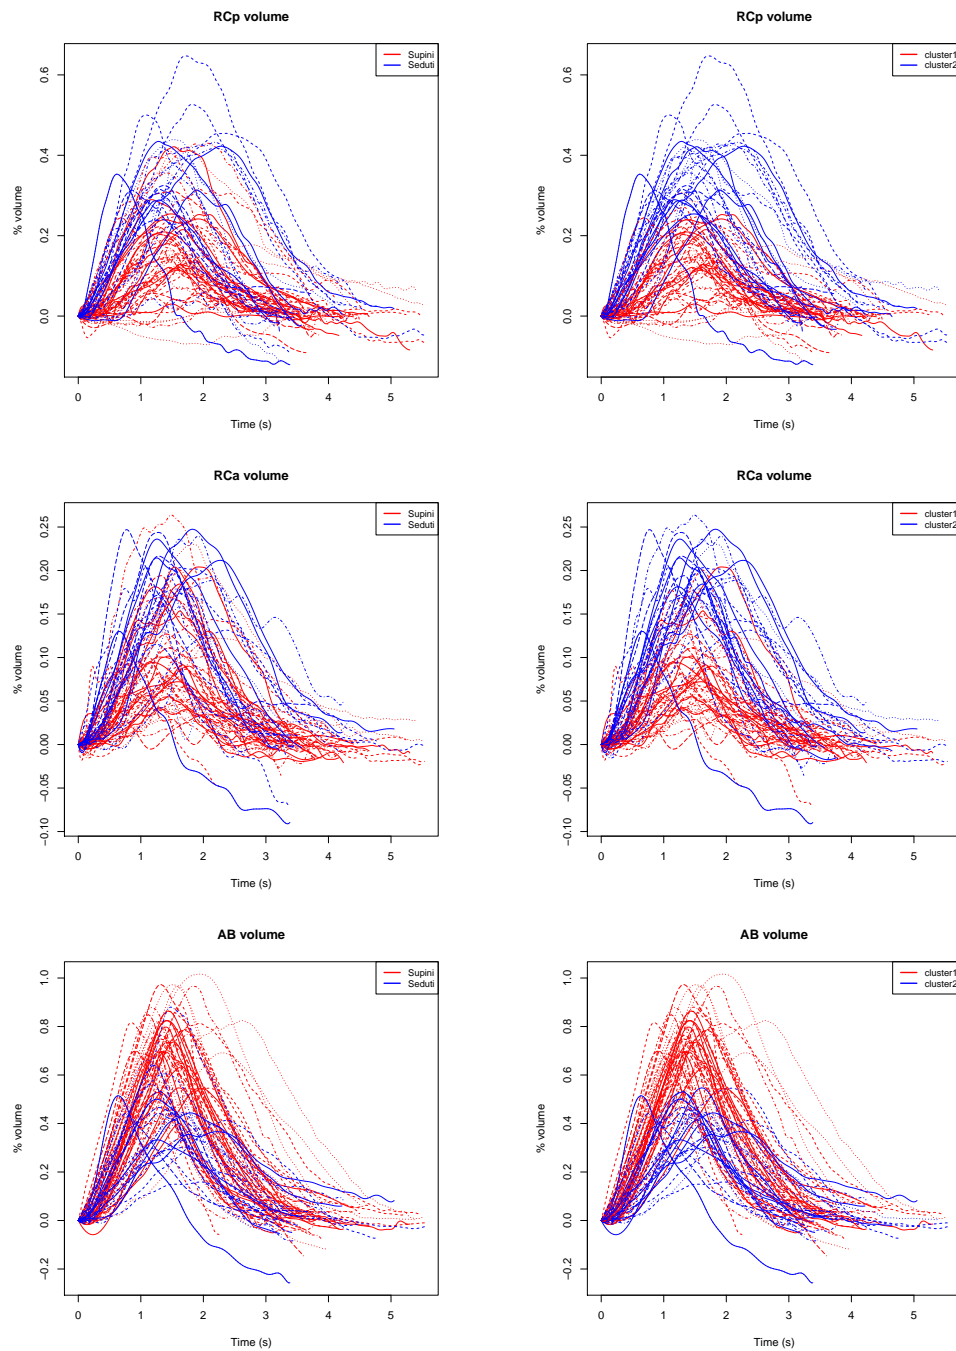 RCp volume
% volume
0.0 0.2 0.4 0.6
Supini
Seduti
0 1 2 3 4 5
Time (s)
RCp volume
% volume
0.0 0.2 0.4 0.6
cluster1
cluster2
0 1 2 3 4 5
Time (s)
RCa volume
% volume
−0.10 −0.05 0.00 0.05 0.10 0.15 0.20 0.25
Supini
Seduti
0 1 2 3 4 5
Time (s)
RCa volume
% volume
−0.10 −0.05 0.00 0.05 0.10 0.15 0.20 0.25
cluster1
cluster2
0 1 2 3 4 5
Time (s)
AB volume
% volume
−0.2 0.0 0.2 0.4 0.6 0.8 1.0
Supini
Seduti
0 1 2 3 4 5
Time (s)
AB volume
% volume
−0.2 0.0 0.2 0.4 0.6 0.8 1.0
cluster1
cluster2
0 1 2 3 4 5
Time (s)